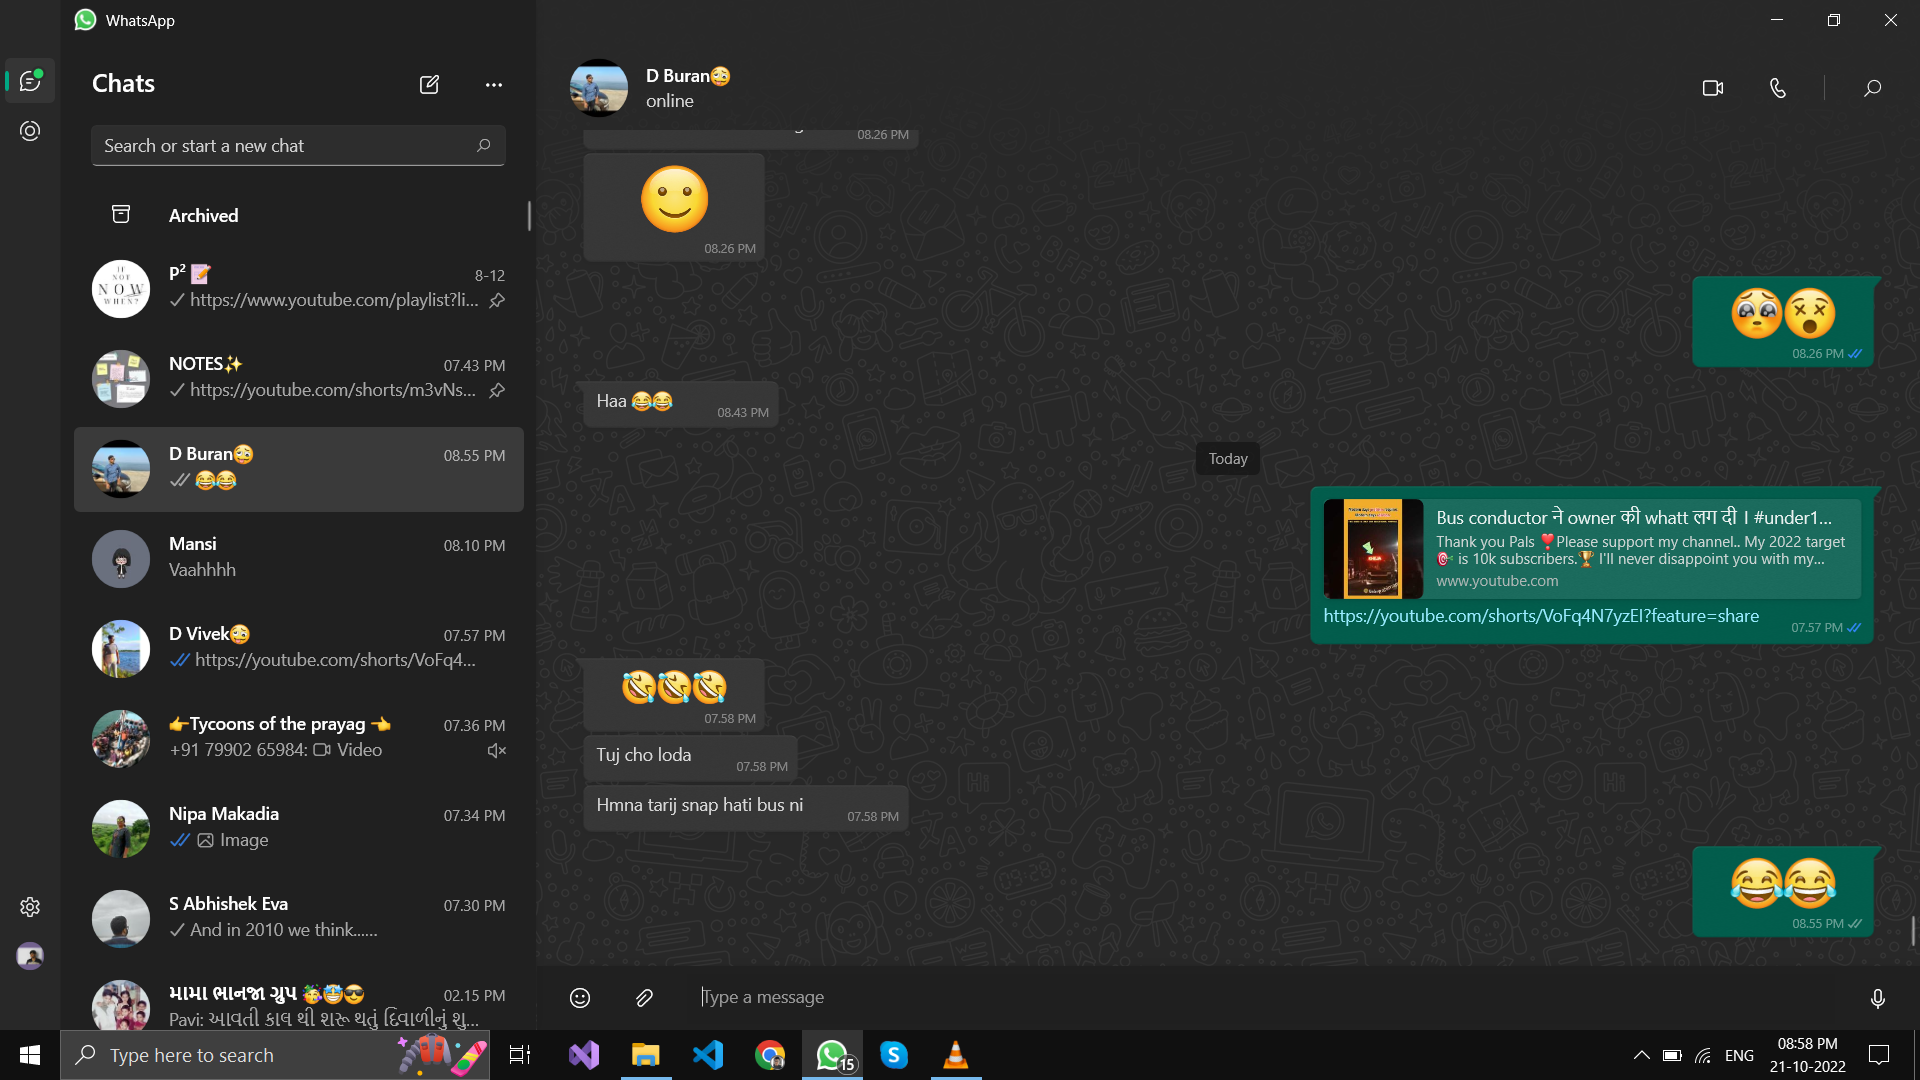 WhatsApp
Chats
Search or start a new chat
Archived
P² 📝
8-12
https://www.youtube.com/playlist?li...
NOTES✨
07.43 PM
https://youtube.com/shorts/m3vNs...
D Buran🤕
08.55 PM
😂😂
Mansi
08.10 PM
Vaahhhh
D Vivek🤕
07.57 PM
https://youtube.com/shorts/VoFq4...
👉Tycoons of the prayag 👈
07.36 PM
+91 79902 65984: Video
Nipa Makadia
07.34 PM
Image
S Abhishek Eva
07.30 PM
And in 2010 we think......
મામા ભાનજા ગ્રુપ 🥳🤩😎
02.15 PM
Pavi: આવતી કાલ થી શરૂ થતું દિવાળીનું શુ...
D Buran🤕
online
08.26 PM
🙂
08.26 PM
🥺😵
08.26 PM
Haa 😂😂
08.43 PM
Today
Bus conductor ने owner की whatt लग दी । #under1...
Thank you Pals ❣️Please support my channel.. My 2022 target
🎯 is 10k subscribers.🏆 I'll never disappoint you with my...
www.youtube.com
https://youtube.com/shorts/VoFq4N7yzEI?feature=share
07.57 PM
🤣🤣🤣
07.58 PM
Tuj cho loda
07.58 PM
Hmna tarij snap hati bus ni
07.58 PM
😂😂
08.55 PM
Type a message
Type here to search
15
ENG
08:58 PM
21-10-2022
IF
NOT
NOW
WHEN?